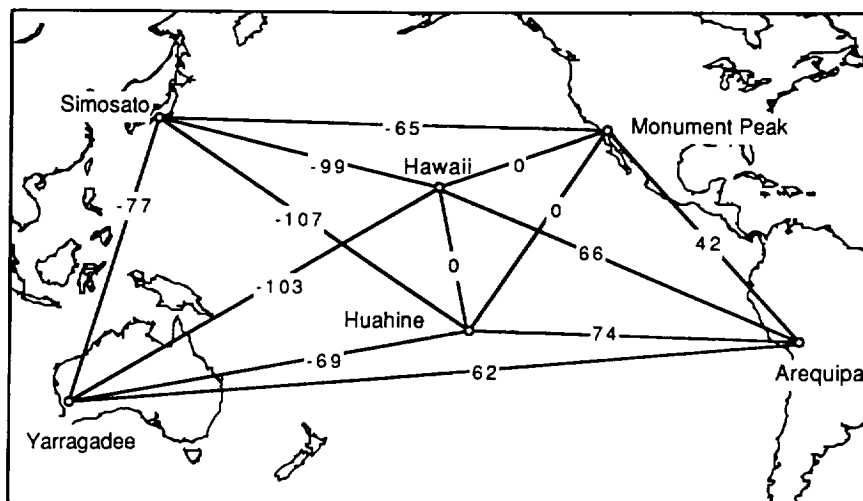 Simosato
-65
Monument Peak
-99
Hawaii
0
-77
-107
0
0
66
42
-103
Huahine
74
-69
62
Arequipa
Yarragadee